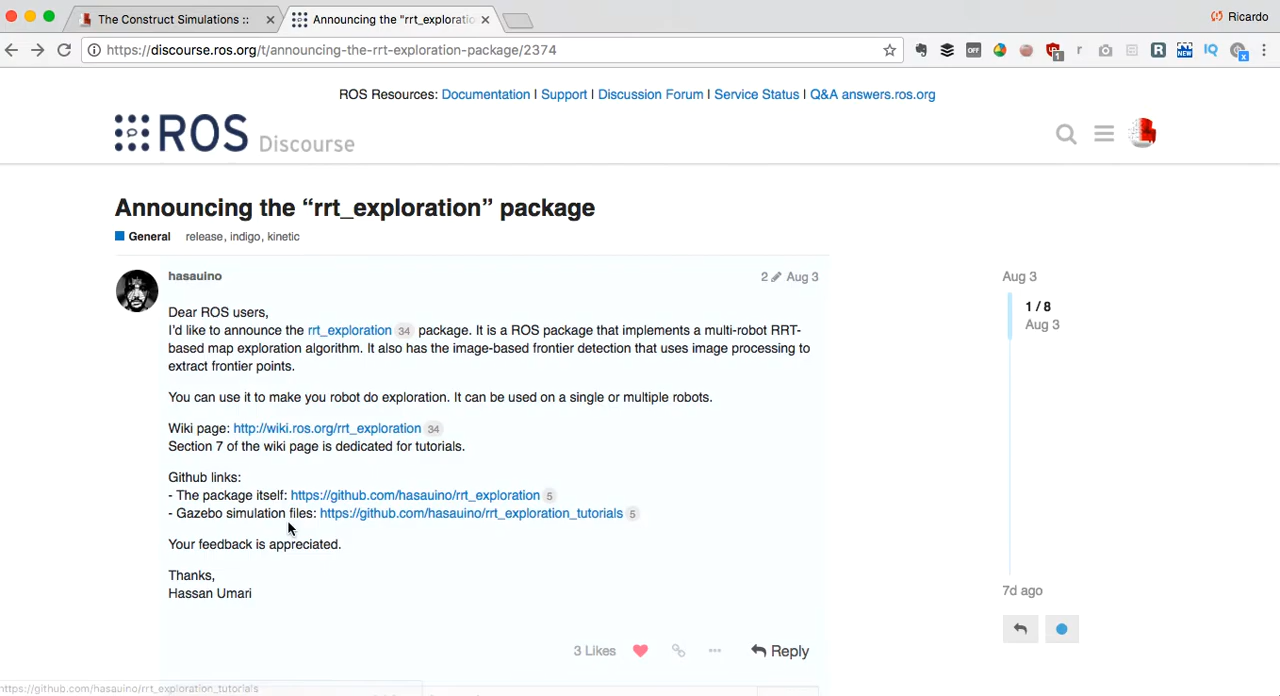 The Construct Simulations ::
Announcing the "rrt_exploratio
Ricardo
https://discourse.ros.org/t/announcing-the-rrt-exploration-package/2374
OFF
1
r
R
NEW
IQ
x
ROS Resources: Documentation | Support | Discussion Forum | Service Status | Q&A answers.ros.org
ROS Discourse
Announcing the “rrt_exploration” package
General release, indigo, kinetic
hasauino
2 Aug 3
Dear ROS users,
I'd like to announce the rrt_exploration 34 package. It is a ROS package that implements a multi-robot RRT-
based map exploration algorithm. It also has the image-based frontier detection that uses image processing to
extract frontier points.
You can use it to make you robot do exploration. It can be used on a single or multiple robots.
Wiki page: http://wiki.ros.org/rrt_exploration 34
Section 7 of the wiki page is dedicated for tutorials.
Github links:
- The package itself: https://github.com/hasauino/rrt_exploration 5
- Gazebo simulation files: https://github.com/hasauino/rrt_exploration_tutorials 5
Your feedback is appreciated.
Thanks,
Hassan Umari
3 Likes
Reply
Aug 3
1 / 8
Aug 3
7d ago
https://github.com/hasauino/rrt_exploration_tutorials